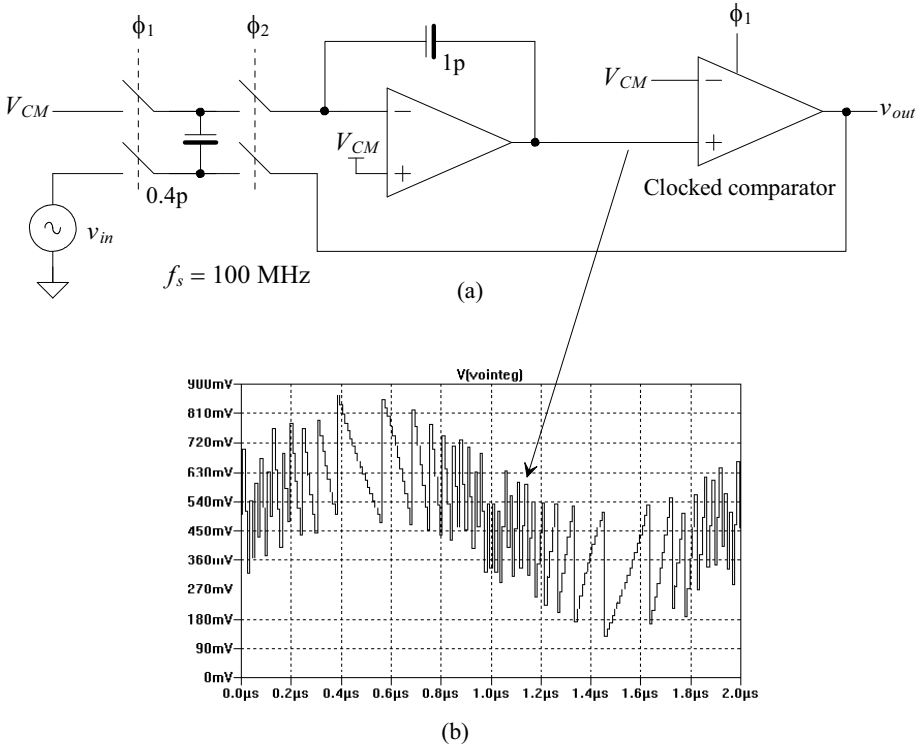 ϕ1
ϕ2
ϕ1
1p
VCM
VCM
−
VCM
−
vout
+
+
Clocked comparator
0.4p
vin
fs = 100 MHz
(a)
V(vointeg)
900mV
810mV
720mV
630mV
540mV
450mV
360mV
270mV
180mV
90mV
0mV
0.0µs 0.2µs 0.4µs 0.6µs 0.8µs 1.0µs 1.2µs 1.4µs 1.6µs 1.8µs 2.0µs
(b)